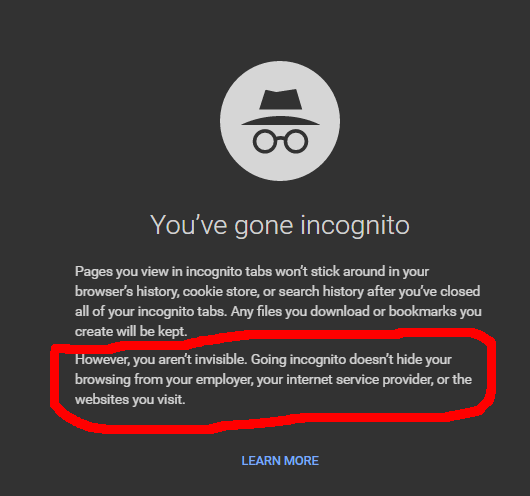 You've gone incognito
Pages you view in incognito tabs won't stick around in your
browser's history, cookie store, or search history after you've closed
all of your incognito tabs. Any files you download or bookmarks you
create will be kept.
However, you aren't invisible. Going incognito doesn't hide your
browsing from your employer, your internet service provider, or the
websites you visit.
LEARN MORE